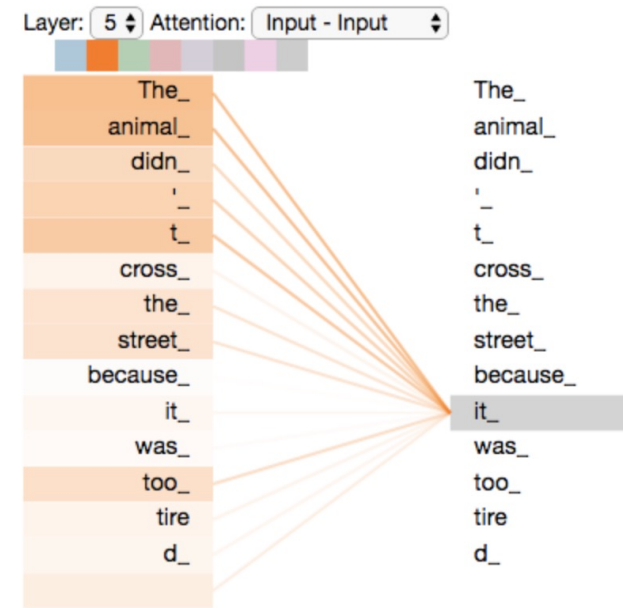 Layer: 5 Attention: Input - Input
The_ The_
animal_ animal_
didn_ didn_
'_ '_
t_ t_
cross_ cross_
the_ the_
street_ street_
because_ because_
it_ it_
was_ was_
too_ too_
tire tire
d_ d_